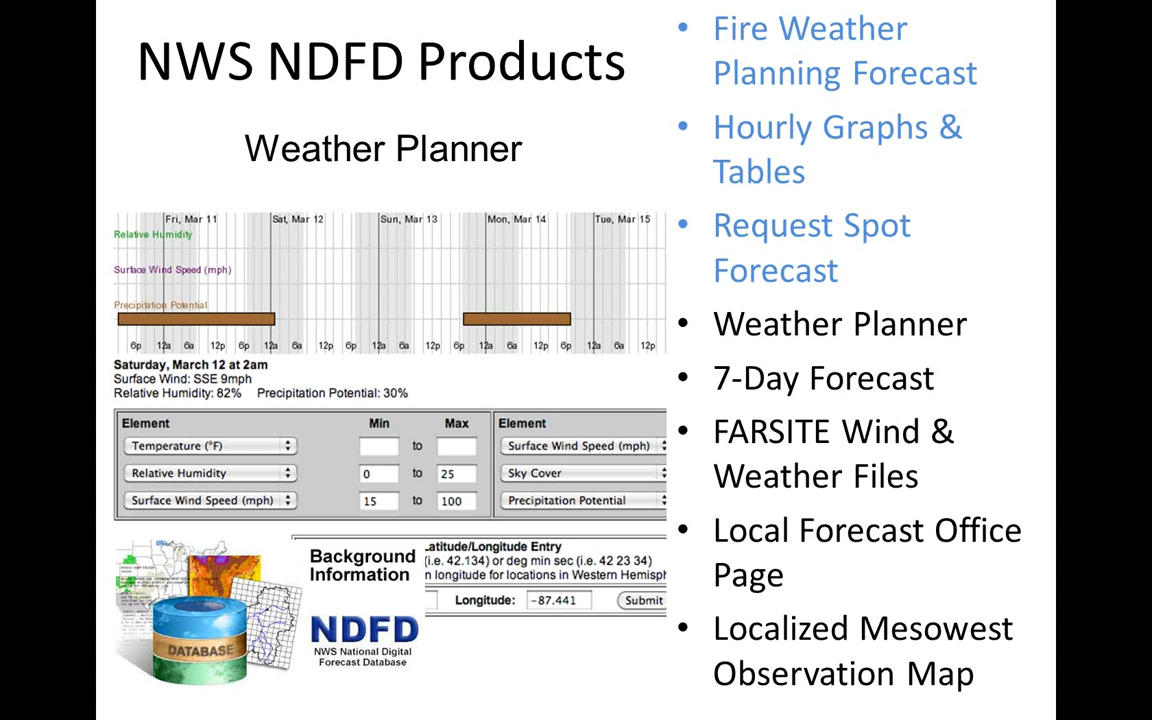 NWS NDFD Products
Weather Planner
Fri, Mar 11 Sat, Mar 12 Sun, Mar 13 Mon, Mar 14 Tue, Mar 15
Relative Humidity
Surface Wind Speed (mph)
Precipitation Potential
6p 12a 6a 12p 6p 12a 6a 12p 6p 12a 6a 12p 6p 12a 6a 12p 6p 12a 6a 12p
Saturday, March 12 at 2am
Surface Wind: SSE 9mph
Relative Humidity: 82% Precipitation Potential: 30%
Element Min Max Element
Temperature (°F) to Surface Wind Speed (mph)
Relative Humidity 0 to 25 Sky Cover
Surface Wind Speed (mph) 15 to 100 Precipitation Potential
Background
Information
NDFD
NWS National Digital
Forecast Database
DATABASE
Latitude/Longitude Entry
(i.e. 42.134) or deg min sec (i.e. 42 23 34)
longitude for locations in Western
Longitude: -87.441 Submit
• Fire Weather
Planning Forecast
• Hourly Graphs &
Tables
• Request Spot
Forecast
• Weather Planner
• 7-Day Forecast
• FARSITE Wind &
Weather Files
• Local Forecast Office
Page
• Localized Mesowest
Observation Map